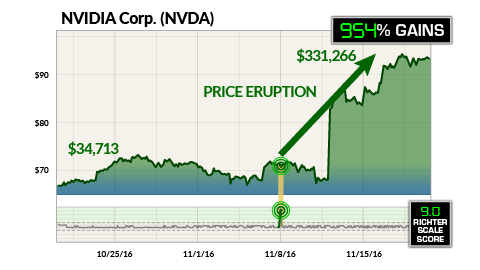 NVIDIA Corp. (NVDA)
954% GAINS
$331,266
$90
PRICE ERUPTION
$80
$34,713
$70
9.0
RICHTER
SCALE
SCORE
10/25/16
11/1/16
11/8/16
11/15/16